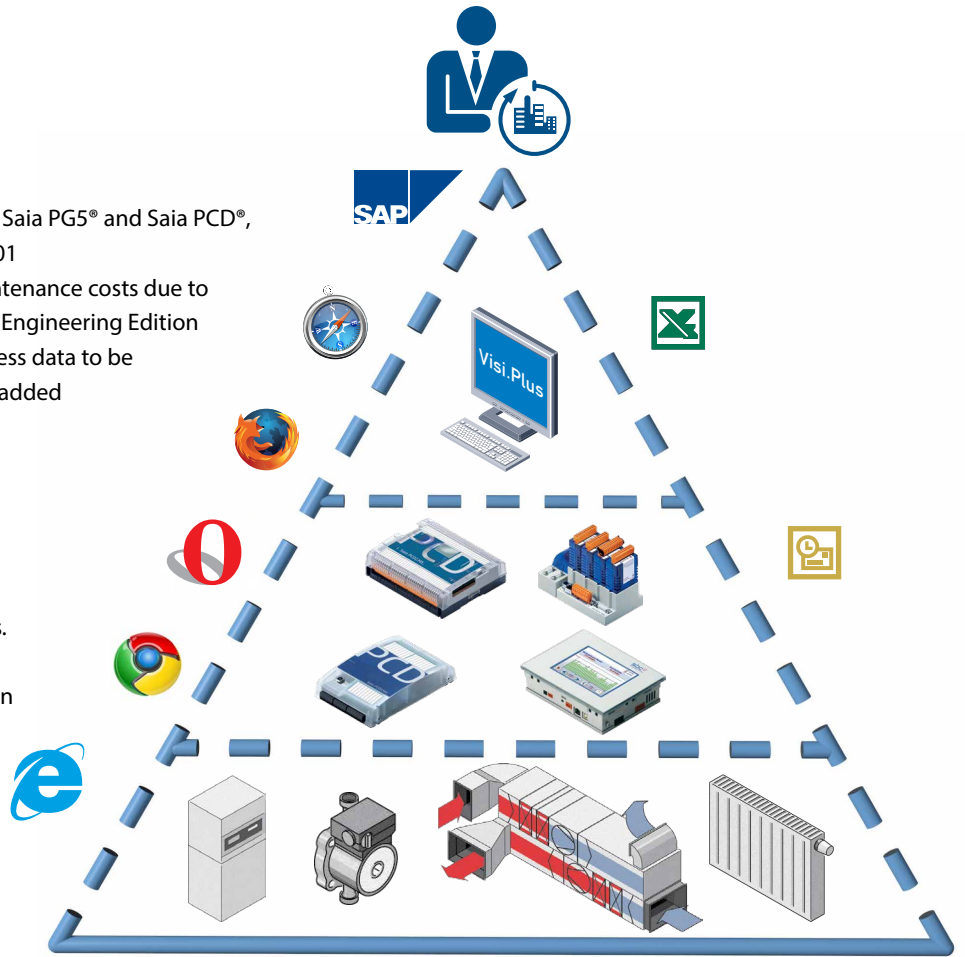 SAP
Saia PG5® and Saia PCD®,
01
ntenance costs due to
Engineering Edition
ess data to be
added
Visi.Plus
PCD
s.
PCD
n